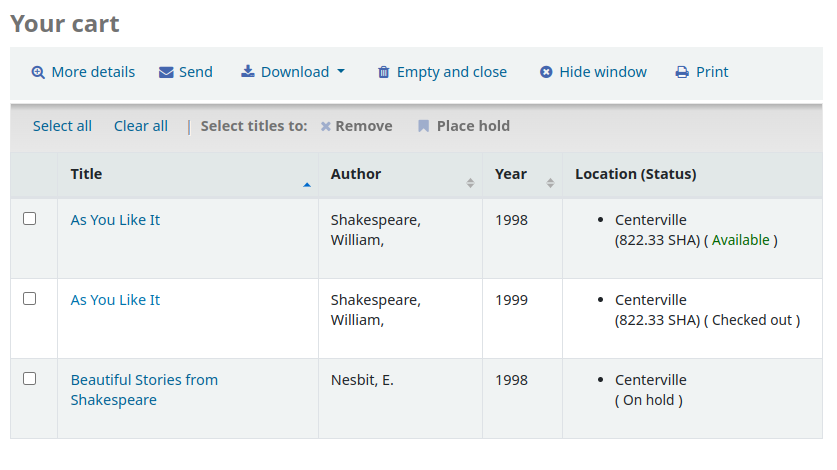 Your cart
More details Send Download Empty and close Hide window Print
Select all Clear all | Select titles to: Remove Place hold
Title Author Year Location (Status)
As You Like It Shakespeare, 1998 • Centerville
William, (822.33 SHA) ( Available )
As You Like It Shakespeare, 1999 • Centerville
William, (822.33 SHA) ( Checked out )
Beautiful Stories from Nesbit, E. 1998 • Centerville
Shakespeare ( On hold )